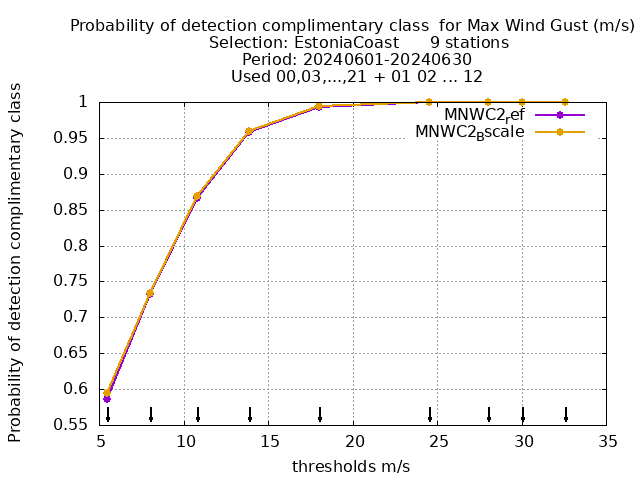 Probability of detection complimentary class  for Max Wind Gust (m/s)
Selection: EstoniaCoast      9 stations
Period: 20240601-20240630
Used 00,03,...,21 + 01 02 ... 12
Probability of detection complimentary class
1
0.95
0.9
0.85
0.8
0.75
0.7
0.65
0.6
0.55
MNWC2ref
MNWC2Bscale
5 10 15 20 25 30 35
thresholds m/s